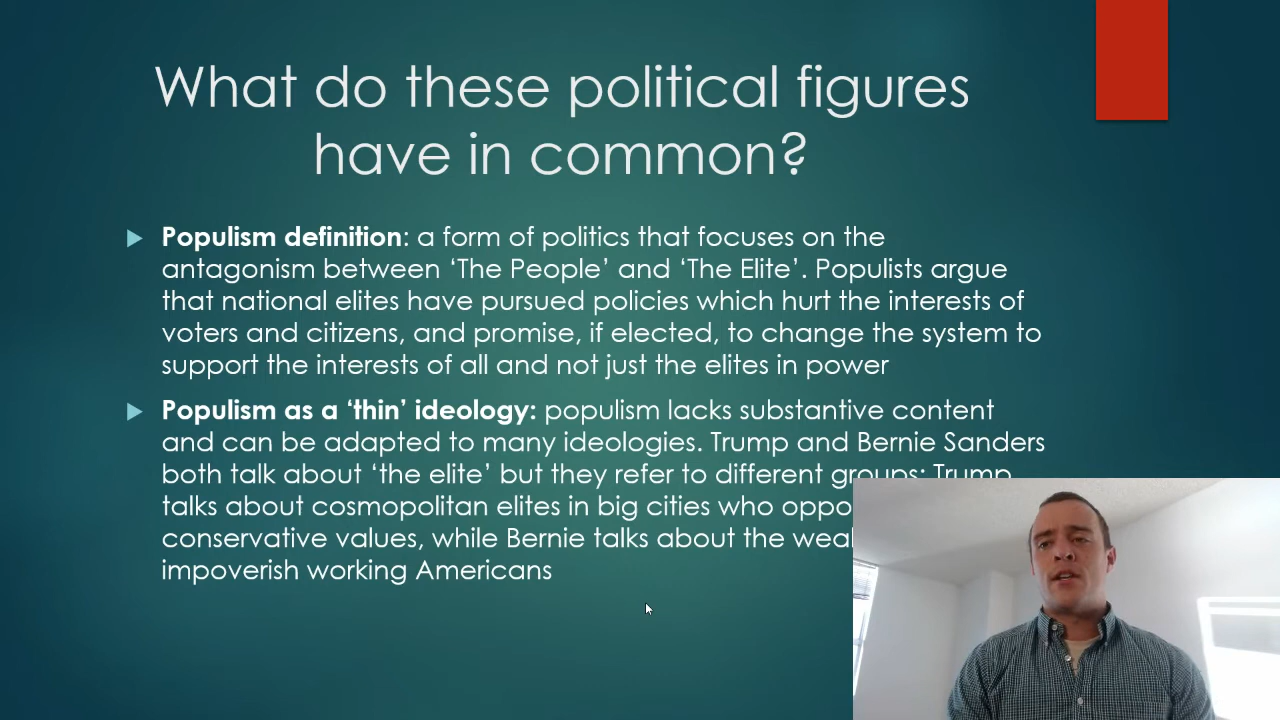 What do these political figures
have in common?
Populism definition: a form of politics that focuses on the
antagonism between ‘The People’ and ‘The Elite’. Populists argue
that national elites have pursued policies which hurt the interests of
voters and citizens, and promise, if elected, to change the system to
support the interests of all and not just the elites in power
Populism as a ‘thin’ ideology: populism lacks substantive content
and can be adapted to many ideologies. Trump and Bernie Sanders
both talk about ‘the elite’ but they refer to different groups: Trump
talks about cosmopolitan elites in big cities who
conservative values, while Bernie talks about the
impoverish working Americans